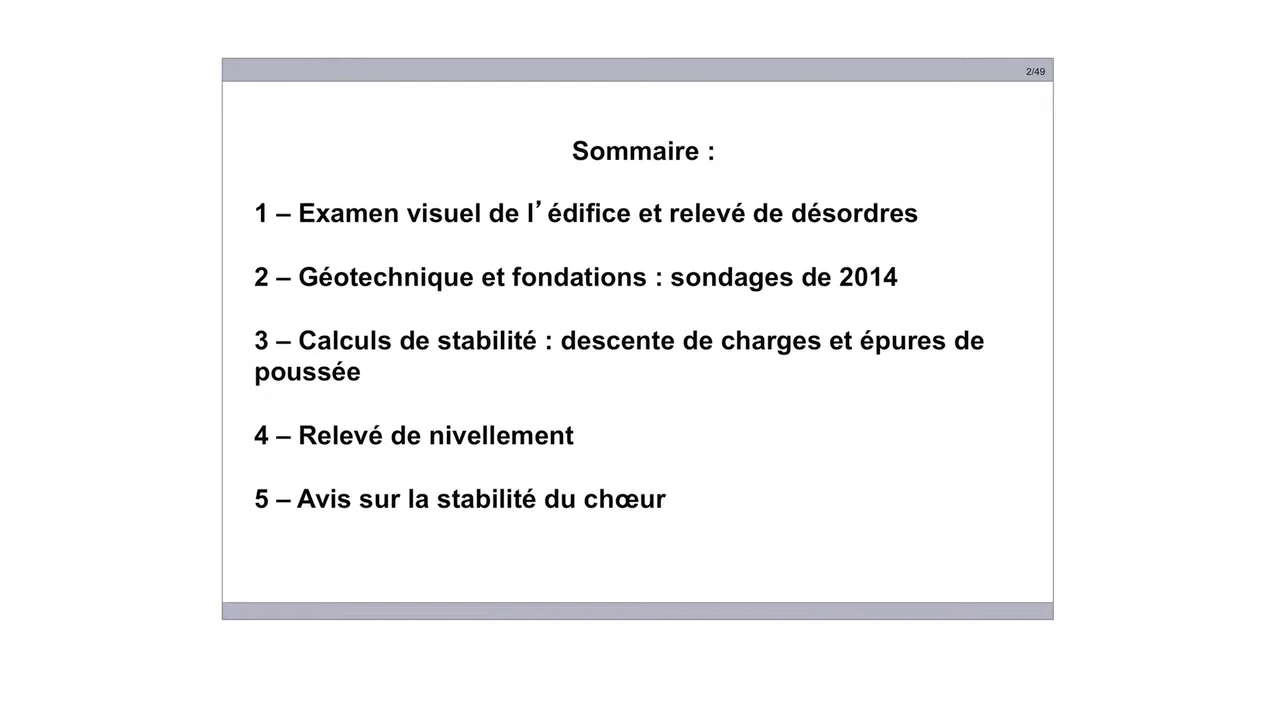 2/49
Sommaire :
1 – Examen visuel de l’édifice et relevé de désordres
2 – Géotechnique et fondations : sondages de 2014
3 – Calculs de stabilité : descente de charges et épures de
poussée
4 – Relevé de nivellement
5 – Avis sur la stabilité du chœur